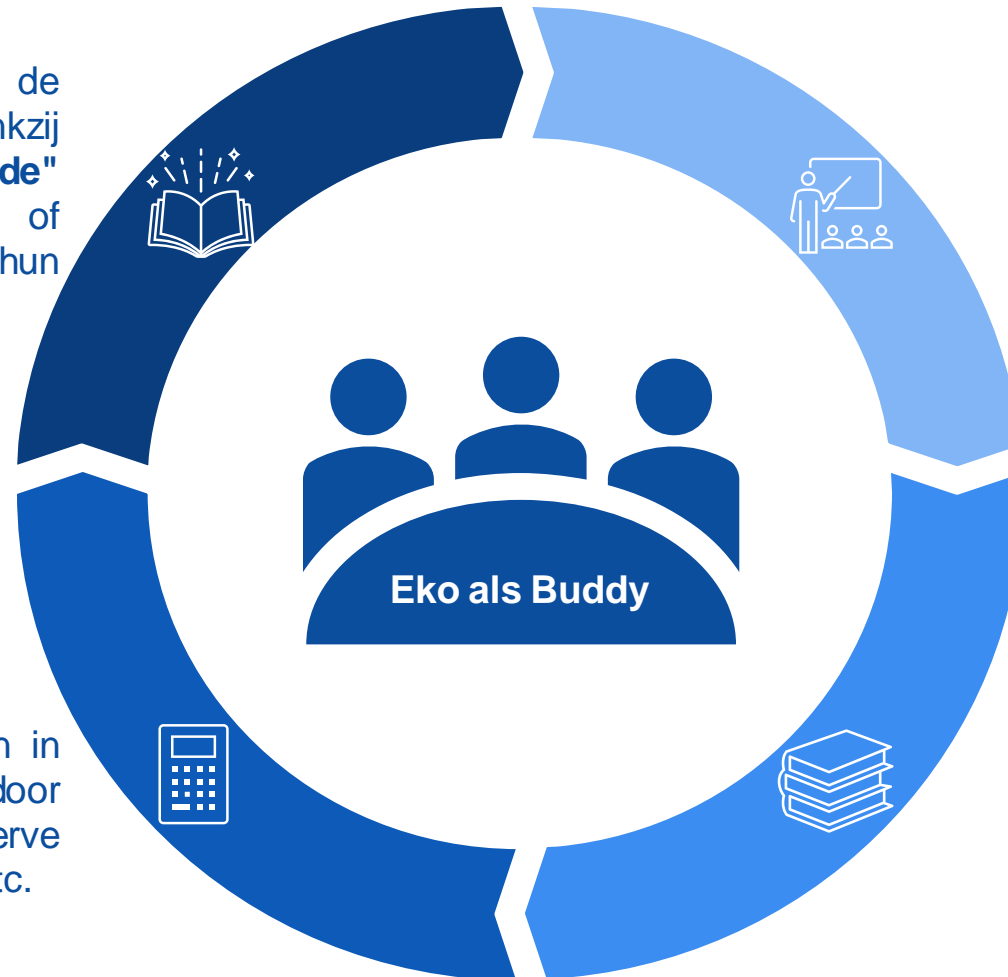 de
nkzij
de"
of
hun
Eko als Buddy
n in
door
erve
tc.